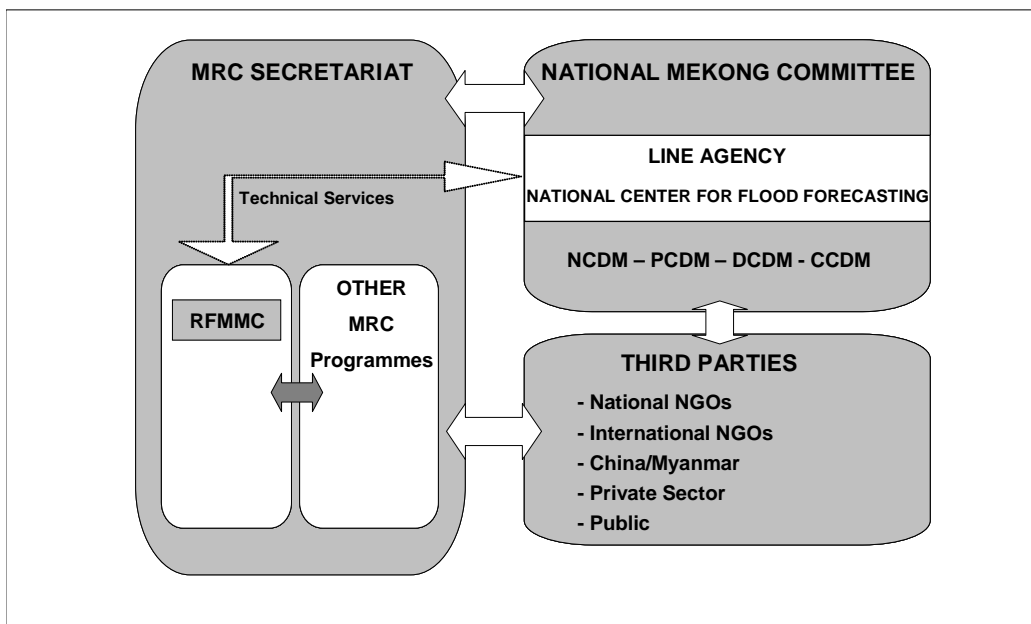 MRC SECRETARIAT
Technical Services
RFMMC
OTHER
MRC
Programmes
NATIONAL MEKONG COMMITTEE
LINE AGENCY
NATIONAL CENTER FOR FLOOD FORECASTING
NCDM – PCDM – DCDM - CCDM
THIRD PARTIES
- National NGOs
- International NGOs
- China/Myanmar
- Private Sector
- Public